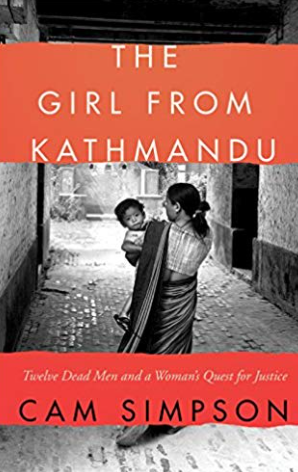 THE
GIRL FROM
KATHMANDU
Twelve Dead Men and a Woman's Quest for Justice
CAM SIMPSON